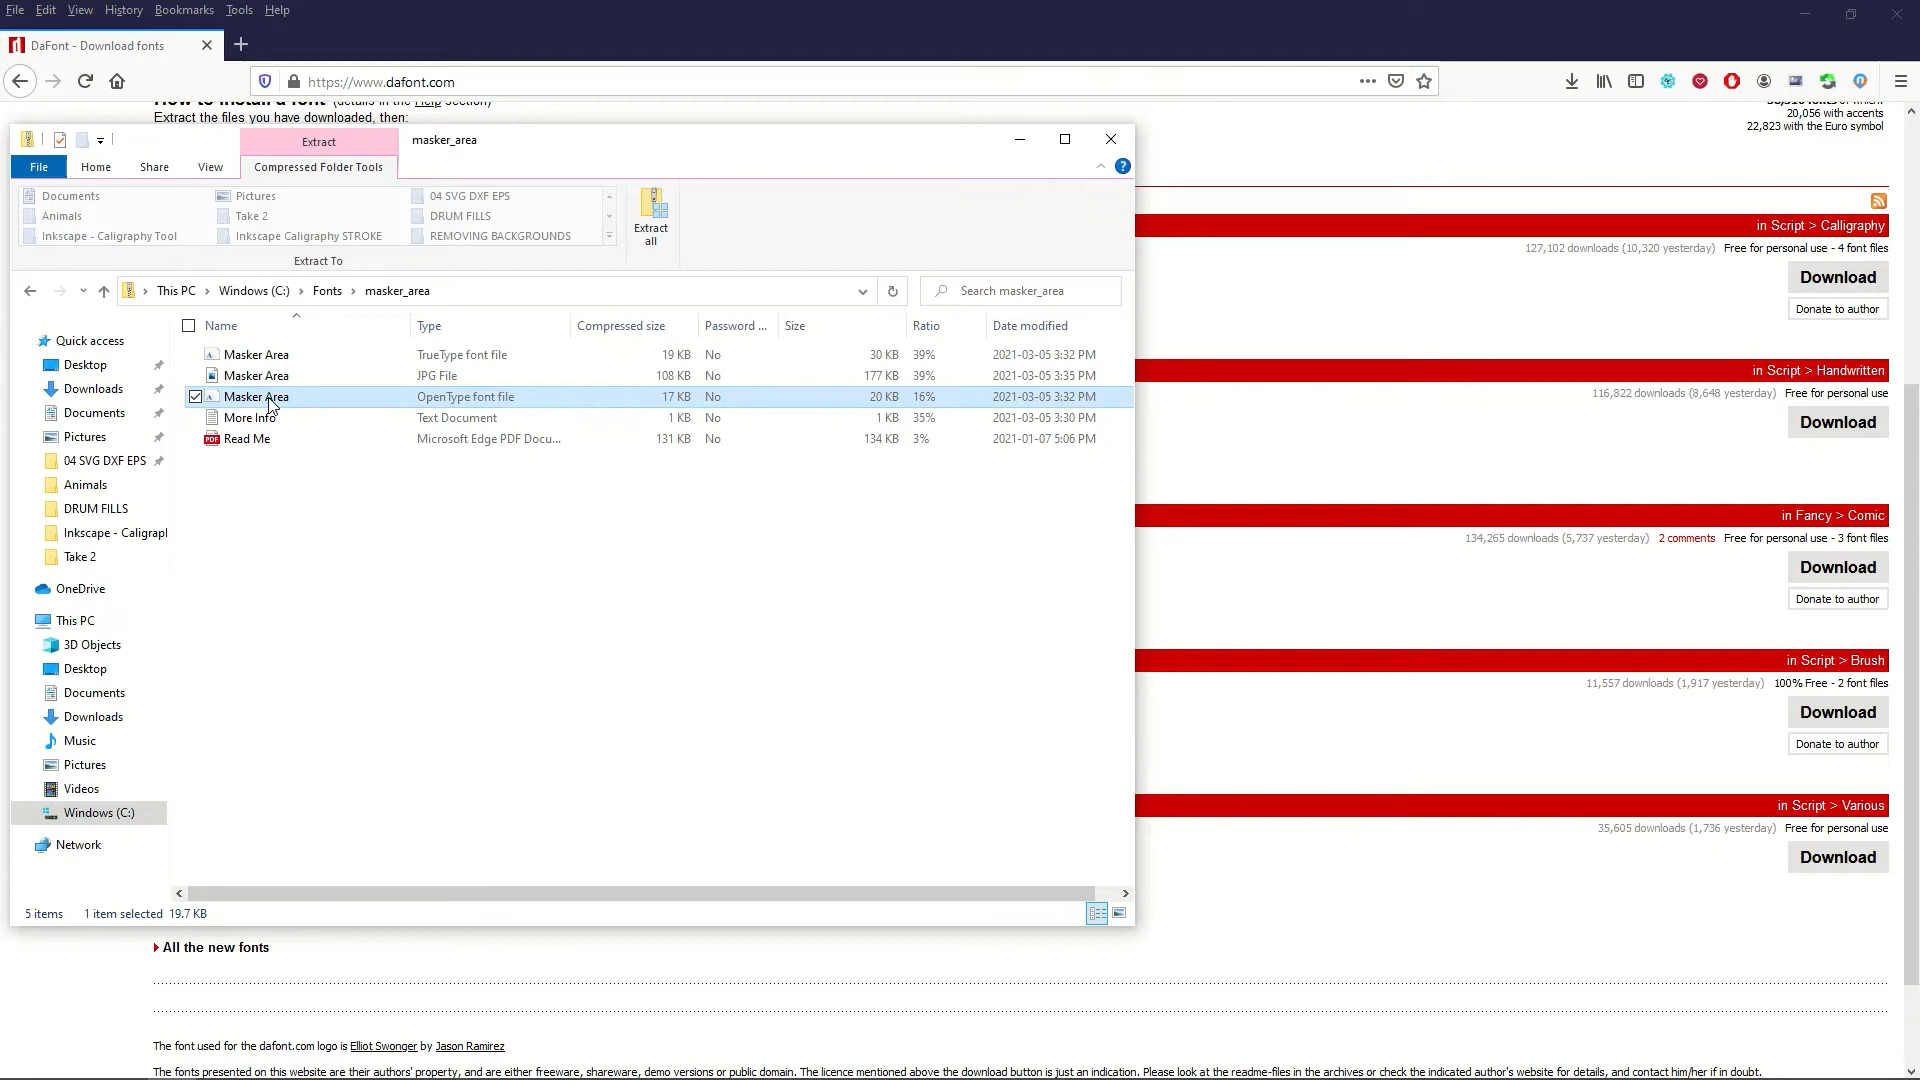 File Edit View History Bookmarks Tools Help
DaFont - Download fonts
https://www.dafont.com
How to install a font (details in the Help section)
Extract the files you have downloaded, then:
20,056 with accents
22,823 with the Euro symbol
Extract
masker_area
File Home Share View Compressed Folder Tools
Documents Pictures 04 SVG DXF EPS
Animals Take 2 DRUM FILLS
Inkscape - Caligraphy Tool Inkscape Caligraphy STROKE REMOVING BACKGROUNDS
Extract all
Extract To
This PC Windows (C:) Fonts masker_area
Search masker_area
Name Type Compressed size Password ... Size Ratio Date modified
Masker Area TrueType font file 19 KB No 30 KB 39% 2021-03-05 3:32 PM
Masker Area JPG File 108 KB No 177 KB 39% 2021-03-05 3:35 PM
Masker Area OpenType font file 17 KB No 20 KB 16% 2021-03-05 3:32 PM
More Info Text Document 1 KB No 1 KB 35% 2021-03-05 3:30 PM
PDF Read Me Microsoft Edge PDF Docu... 131 KB No 134 KB 3% 2021-01-07 5:06 PM
Quick access
Desktop
Downloads
Documents
Pictures
04 SVG DXF EPS
Animals
DRUM FILLS
Inkscape - Caligrapl
Take 2
OneDrive
This PC
3D Objects
Desktop
Documents
Downloads
Music
Pictures
Videos
Windows (C:)
Network
5 items 1 item selected 19.7 KB
in Script > Calligraphy
127,102 downloads (10,320 yesterday) Free for personal use - 4 font files
Download
Donate to author
in Script > Handwritten
116,822 downloads (8,648 yesterday) Free for personal use
Download
in Fancy > Comic
134,265 downloads (5,737 yesterday) 2 comments Free for personal use - 3 font files
Download
Donate to author
in Script > Brush
11,557 downloads (1,917 yesterday) 100% Free - 2 font files
Download
Donate to author
in Script > Various
35,605 downloads (1,736 yesterday) Free for personal use
Download
All the new fonts
The font used for the dafont.com logo is Elliot Swonger by Jason Ramirez
The fonts presented on this website are their authors' property, and are either freeware, shareware, demo versions or public domain. The licence mentioned above the download button is just an indication. Please look at the readme-files in the archives or check the indicated author's website for details, and contact him/her if in doubt.